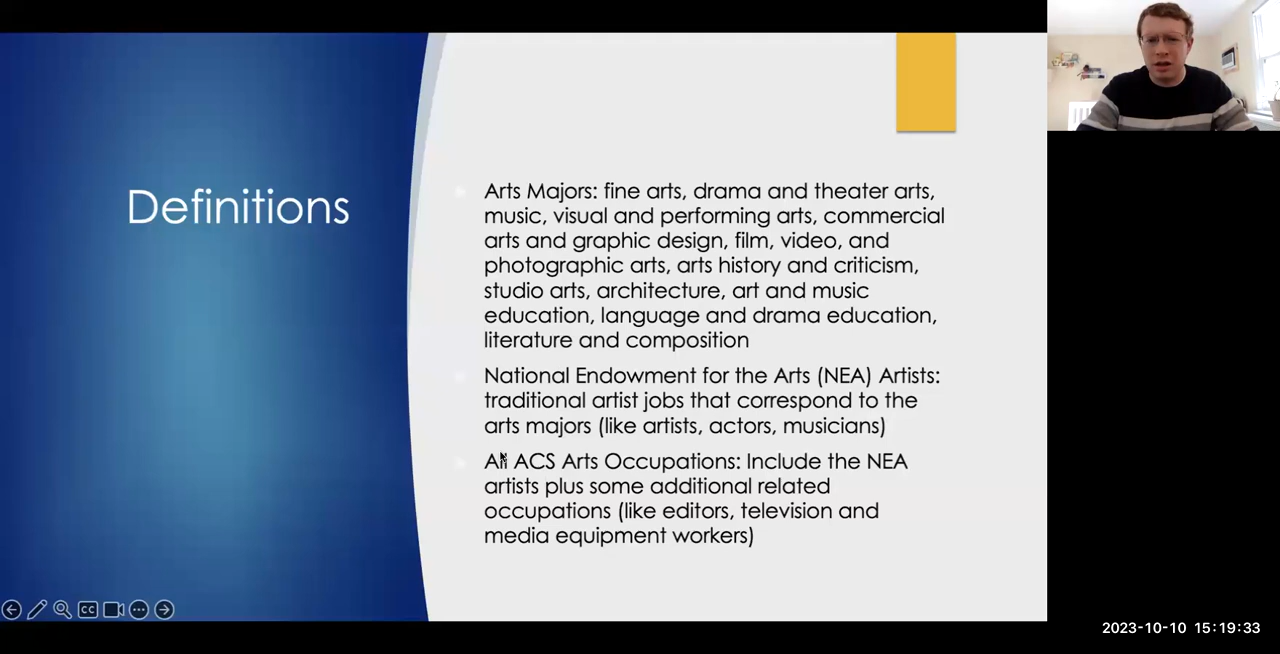 Definitions
Arts Majors: fine arts, drama and theater arts,
music, visual and performing arts, commercial
arts and graphic design, film, video, and
photographic arts, arts history and criticism,
studio arts, architecture, art and music
education, language and drama education,
literature and composition
National Endowment for the Arts (NEA) Artists:
traditional artist jobs that correspond to the
arts majors (like artists, actors, musicians)
All ACS Arts Occupations: Include the NEA
artists plus some additional related
occupations (like editors, television and
media equipment workers)
CC
2023-10-10 15:19:33